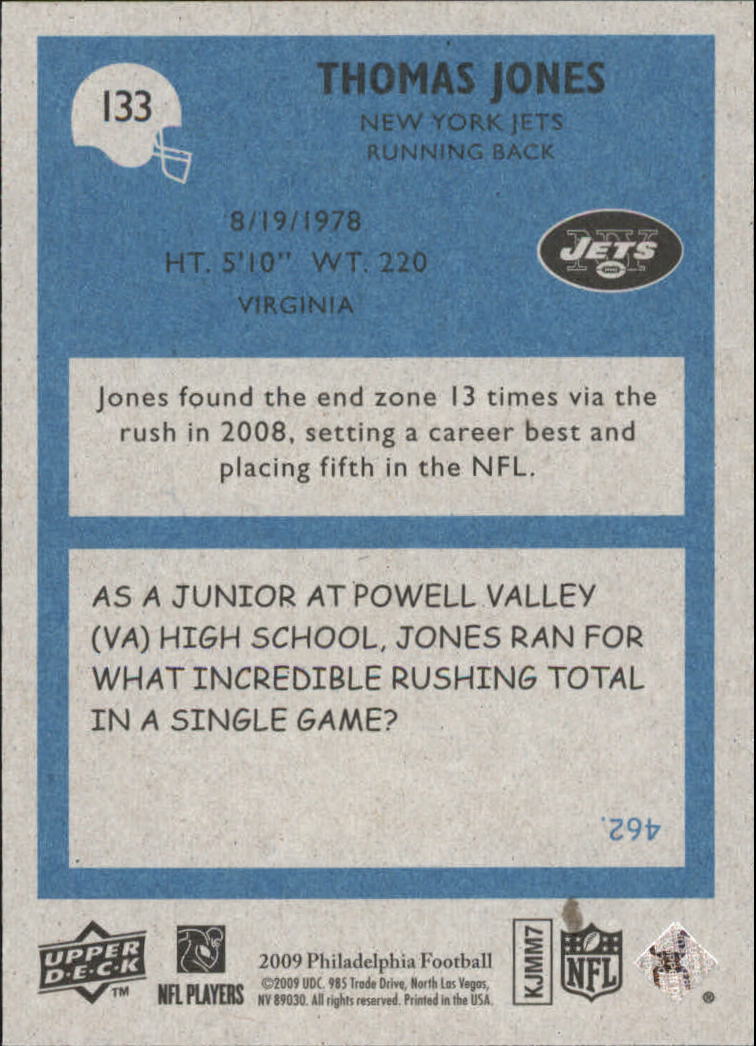 133
THOMAS JONES
NEW YORK JETS
RUNNING BACK
8/19/1978
HT. 5'10" WT. 220
VIRGINIA
NY
JETS
Jones found the end zone 13 times via the
rush in 2008, setting a career best and
placing fifth in the NFL.
AS A JUNIOR AT POWELL VALLEY
(VA) HIGH SCHOOL, JONES RAN FOR
WHAT INCREDIBLE RUSHING TOTAL
IN A SINGLE GAME?
462.
UPPER
D·E·C·K
TM
NFL PLAYERS
2009 Philadelphia Football
©2009 UDC. 985 Trade Drive, North Las Vegas,
NV 89030. All rights reserved. Printed in the USA.
KJMM7
NFL
®